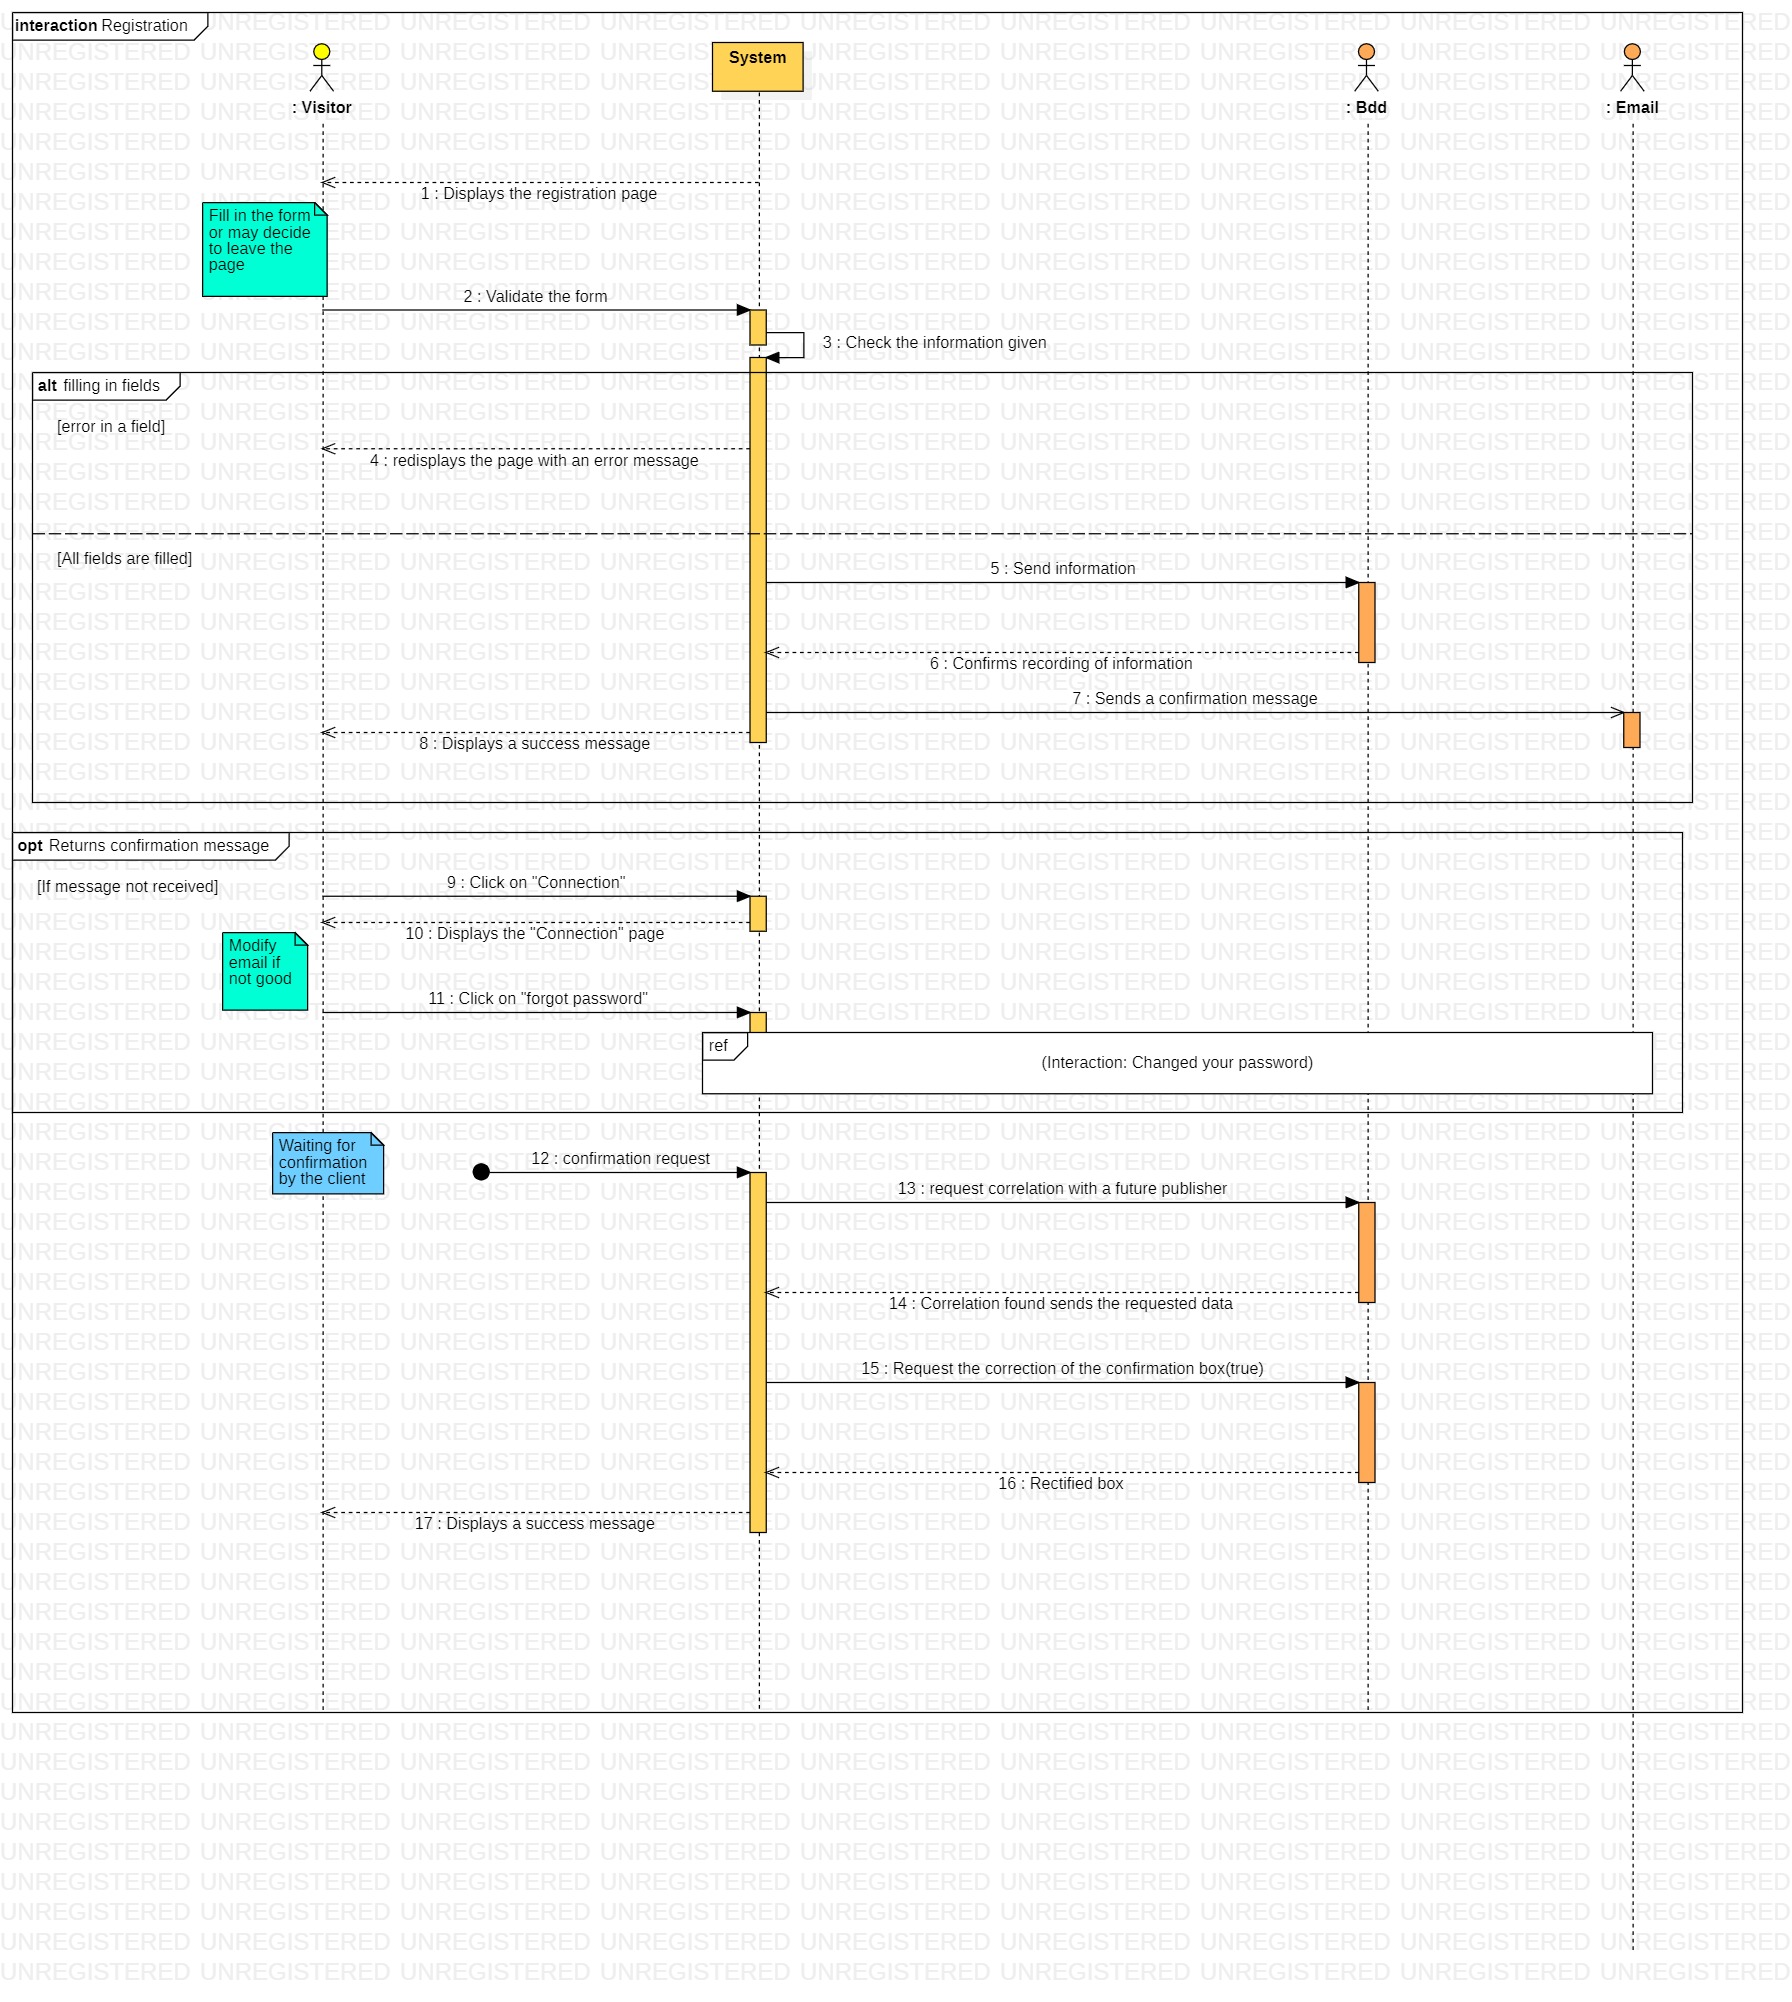 interaction Registration
System
: Visitor
: Bdd
: Email
1 : Displays the registration page
Fill in the form
or may decide
to leave the
page
2 : Validate the form
3 : Check the information given
alt filling in fields
[error in a field]
4 : redisplays the page with an error message
[All fields are filled]
5 : Send information
6 : Confirms recording of information
7 : Sends a confirmation message
8 : Displays a success message
opt Returns confirmation message
[If message not received]
9 : Click on "Connection"
10 : Displays the "Connection" page
Modify
email if
not good
11 : Click on "forgot password"
ref
(Interaction: Changed your password)
Waiting for
confirmation
by the client
12 : confirmation request
13 : request correlation with a future publisher
14 : Correlation found sends the requested data
15 : Request the correction of the confirmation box(true)
16 : Rectified box
17 : Displays a success message
UNREGISTERED UNREGISTERED UNREGISTERED UNREGISTERED UNREGISTERED UNREGISTERED UNREGISTERED UNREGISTERED UNREGISTERED